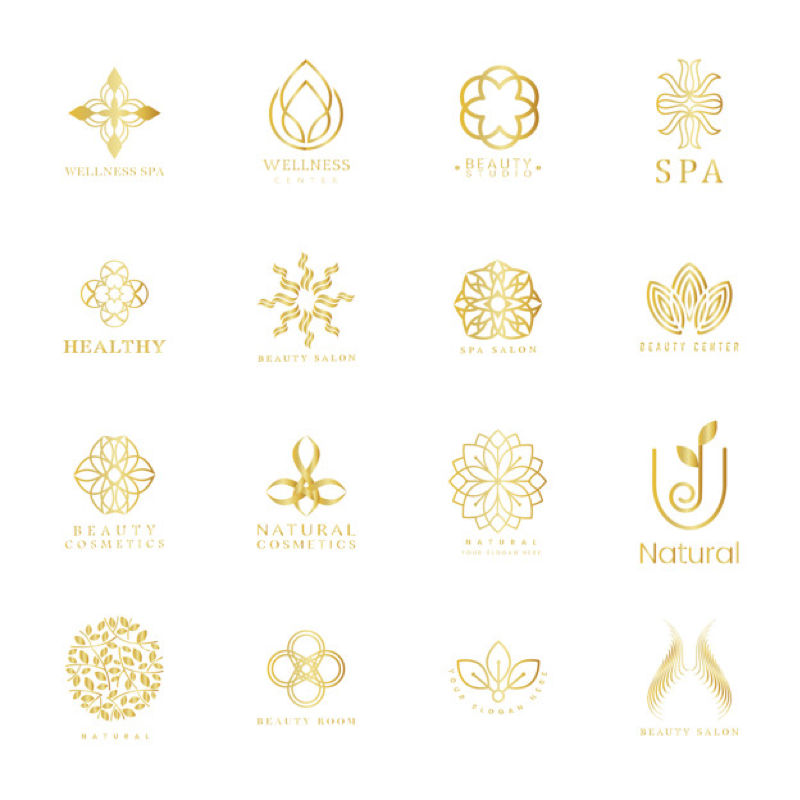 WELLNESS SPA
WELLNESS
CENTER
BEAUTY
STUDIO
SPA
HEALTHY
BEAUTY SALON
SPA SALON
BEAUTY CENTER
BEAUTY
COSMETICS
NATURAL
COSMETICS
NATURAL
YOUR SLOGAN HERE
Natural
NATURAL
BEAUTY ROOM
YOUR SLOGAN HERE
BEAUTY SALON